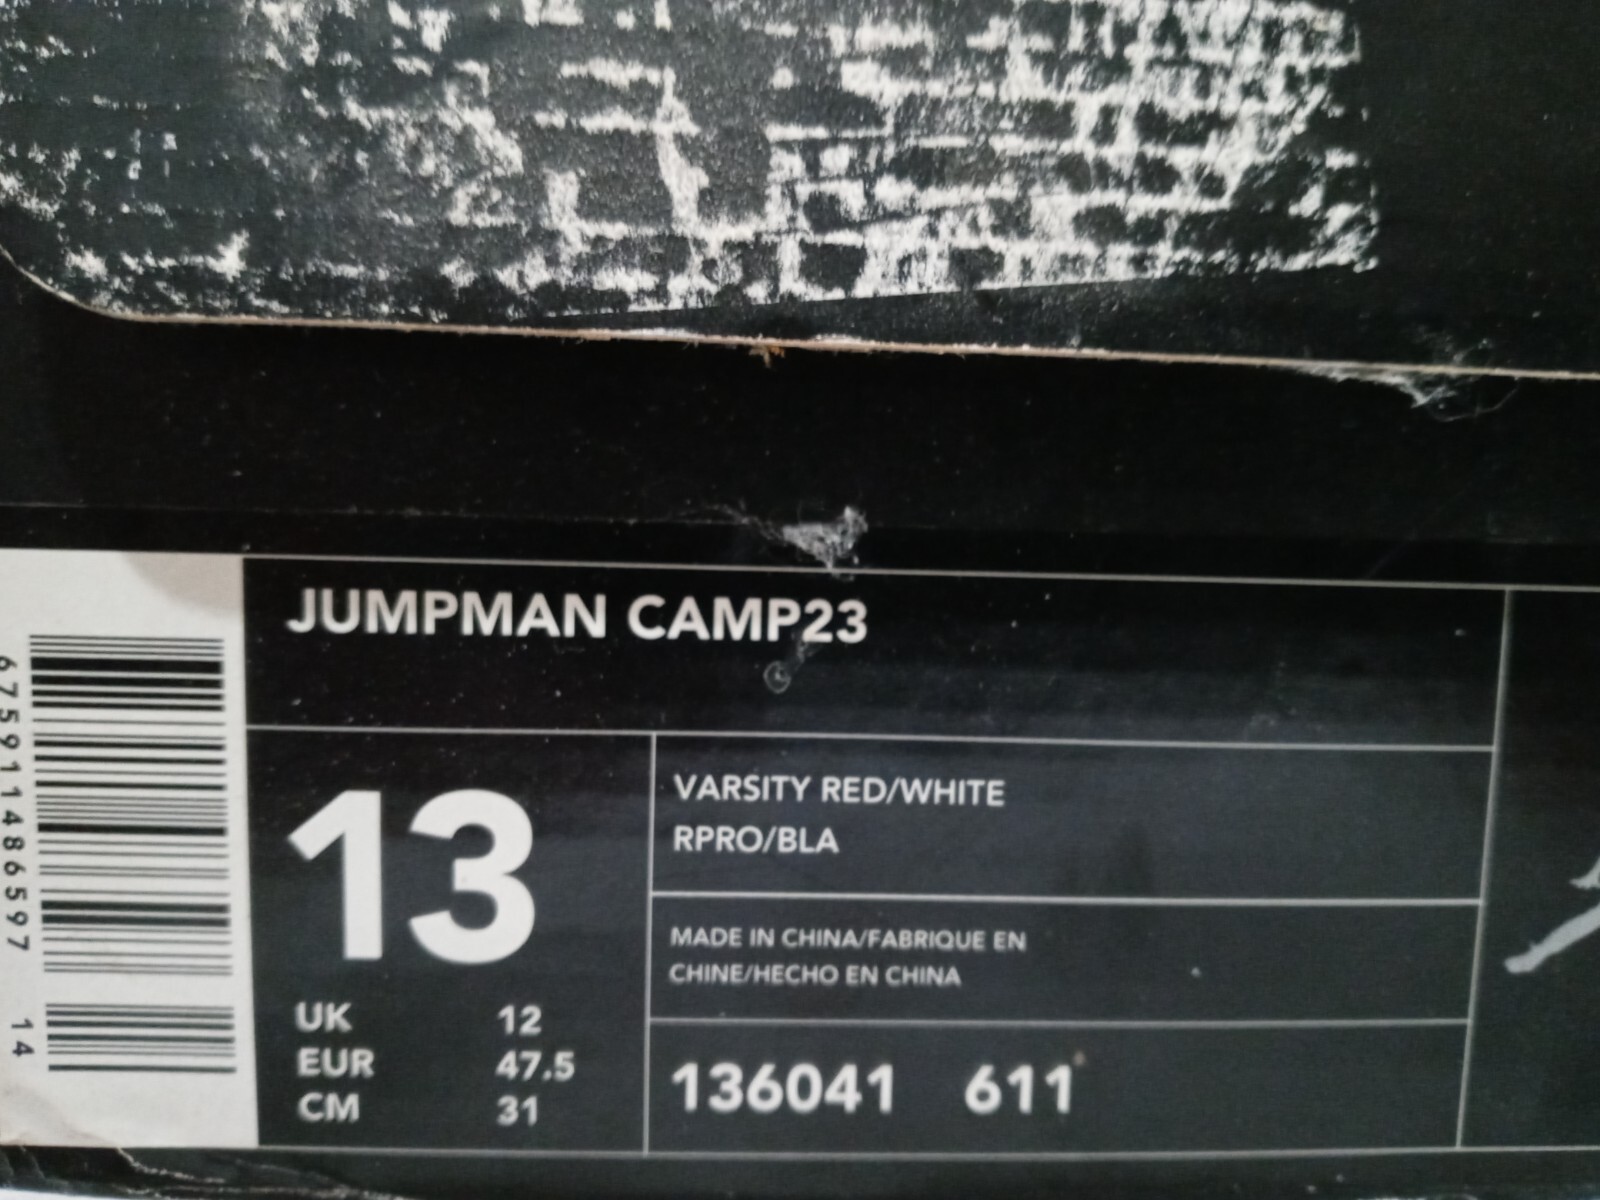 JUMPMAN CAMP23
13
UK 12
EUR 47.5
CM 31
VARSITY RED/WHITE
RPRO/BLA
MADE IN CHINA/FABRIQUE EN
CHINE/HECHO EN CHINA
136041 611
675911486597 14